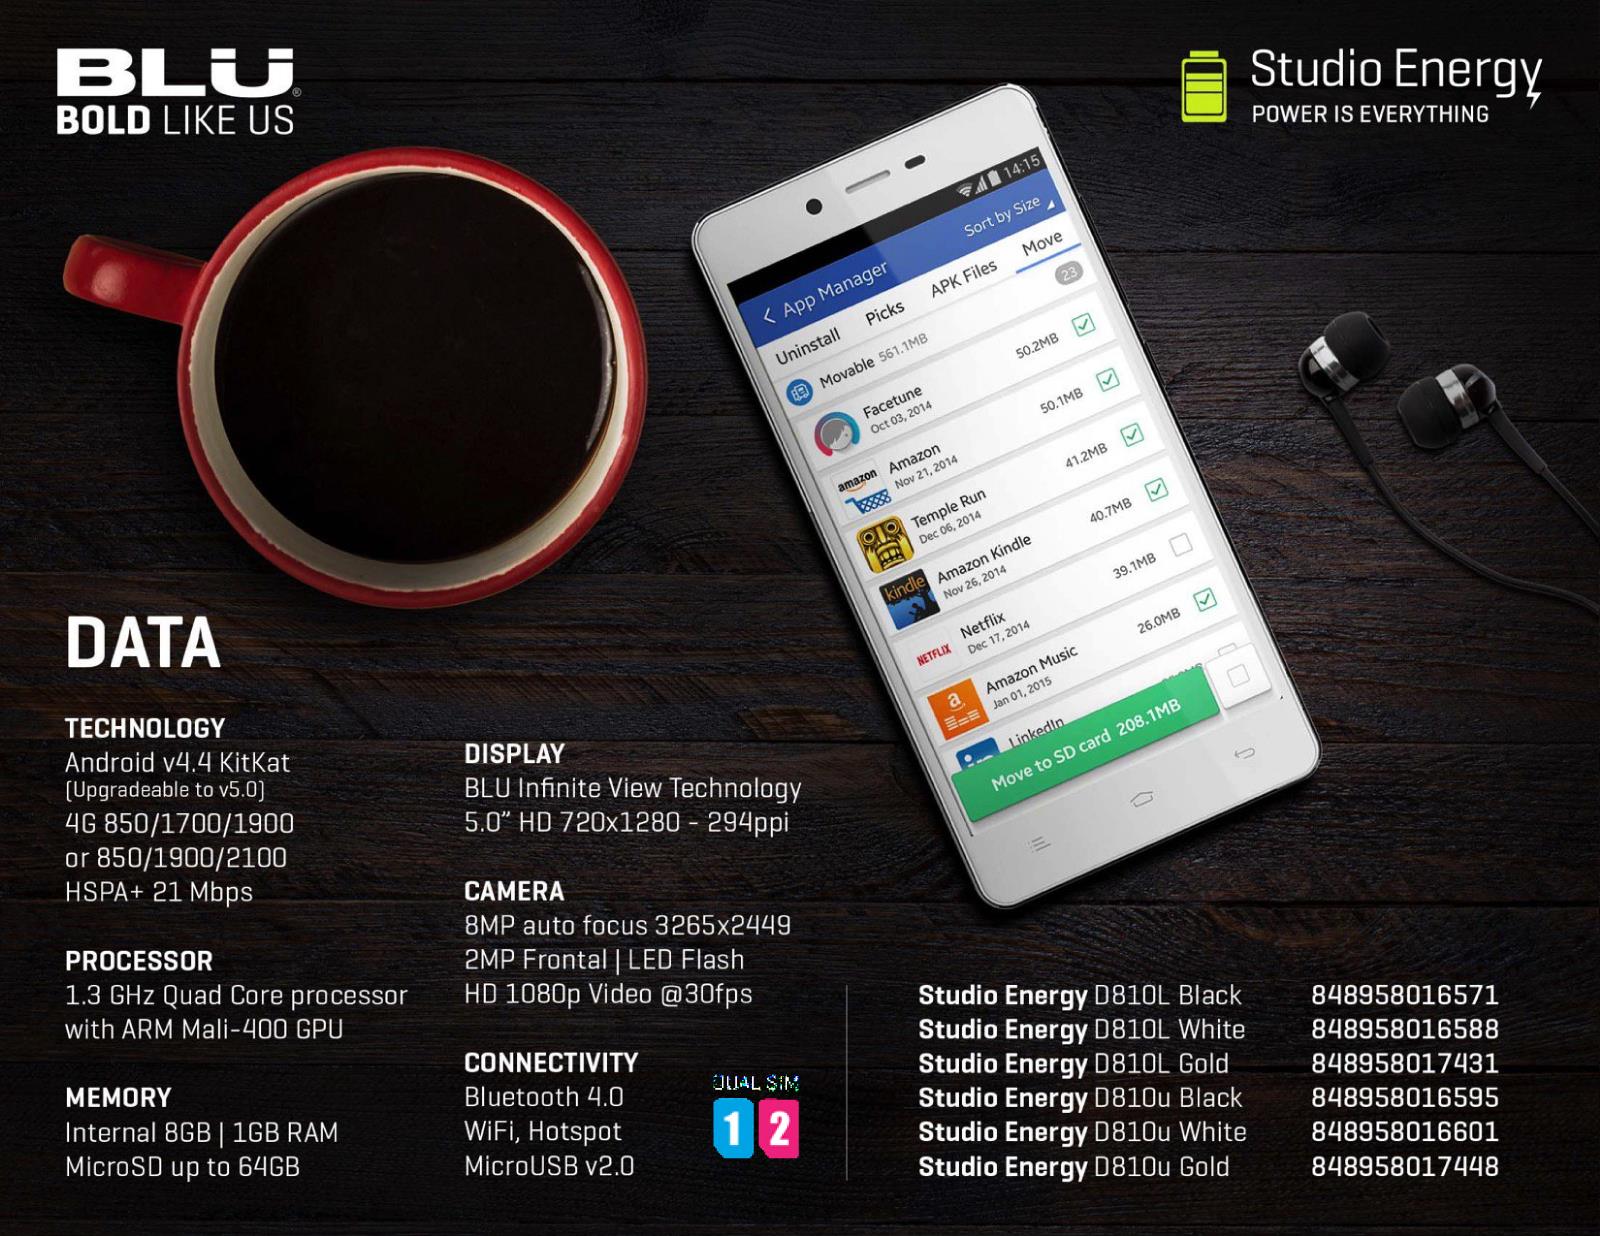 BLU®
BOLD LIKE US
Studio Energy
POWER IS EVERYTHING
14:15
App Manager
Sort by Size
Uninstall
Picks
APK Files
Move
Movable 561.1MB
23
Facetune
Oct 03, 2014
50.2MB
amazon
Amazon
Nov 21, 2014
50.1MB
Temple Run
Dec 06, 2014
41.2MB
kindle
Amazon Kindle
Nov 26, 2014
40.7MB
NETFLIX
Netflix
Dec 17, 2014
39.1MB
a
Amazon Music
Jan 01, 2015
26.0MB
in
LinkedIn
Move to SD card 208.1MB
DATA
TECHNOLOGY
Android v4.4 KitKat
(Upgradeable to v5.0)
4G 850/1700/1900
or 850/1900/2100
HSPA+ 21 Mbps
PROCESSOR
1.3 GHz Quad Core processor
with ARM Mali-400 GPU
MEMORY
Internal 8GB | 1GB RAM
MicroSD up to 64GB
DISPLAY
BLU Infinite View Technology
5.0” HD 720x1280 - 294ppi
CAMERA
8MP auto focus 3265x2449
2MP Frontal | LED Flash
HD 1080p Video @30fps
CONNECTIVITY
Bluetooth 4.0
WiFi, Hotspot
MicroUSB v2.0
DUAL SIM
1 2
Studio Energy D810L Black 848958016571
Studio Energy D810L White 848958016588
Studio Energy D810L Gold 848958017431
Studio Energy D810u Black 848958016595
Studio Energy D810u White 848958016601
Studio Energy D810u Gold 848958017448